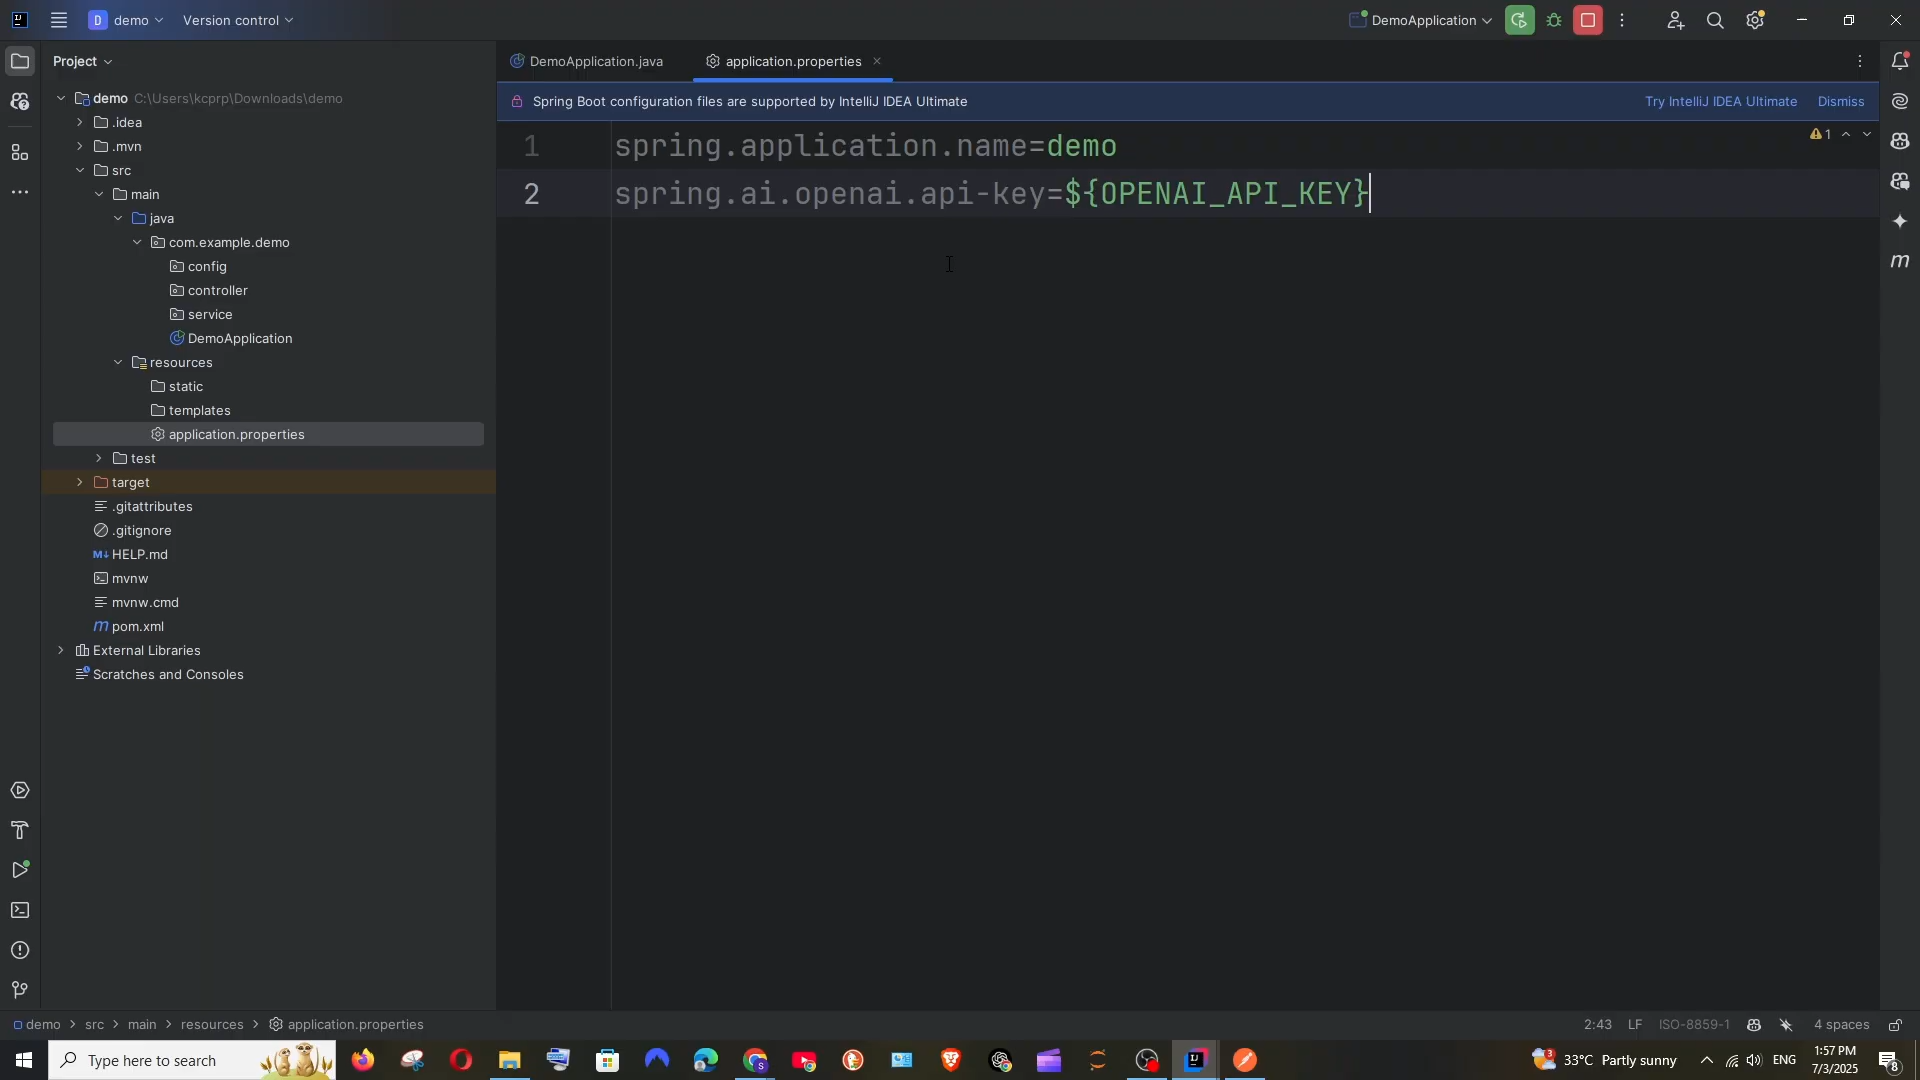 demo
Version control
DemoApplication
Project
DemoApplication.java
application.properties
Spring Boot configuration files are supported by IntelliJ IDEA Ultimate
Try IntelliJ IDEA Ultimate
Dismiss
demo C:\Users\kcprp\Downloads\demo
.idea
.mvn
src
main
java
com.example.demo
config
controller
service
DemoApplication
resources
static
templates
application.properties
test
target
.gitattributes
.gitignore
HELP.md
mvnw
mvnw.cmd
pom.xml
External Libraries
Scratches and Consoles
1 spring.application.name=demo
2 spring.ai.openai.api-key=${OPENAI_API_KEY}
1
demo > src > main > resources > application.properties
2:43
LF
ISO-8859-1
4 spaces
Type here to search
3
33°C Partly sunny
ENG
1:57 PM
7/3/2025
8